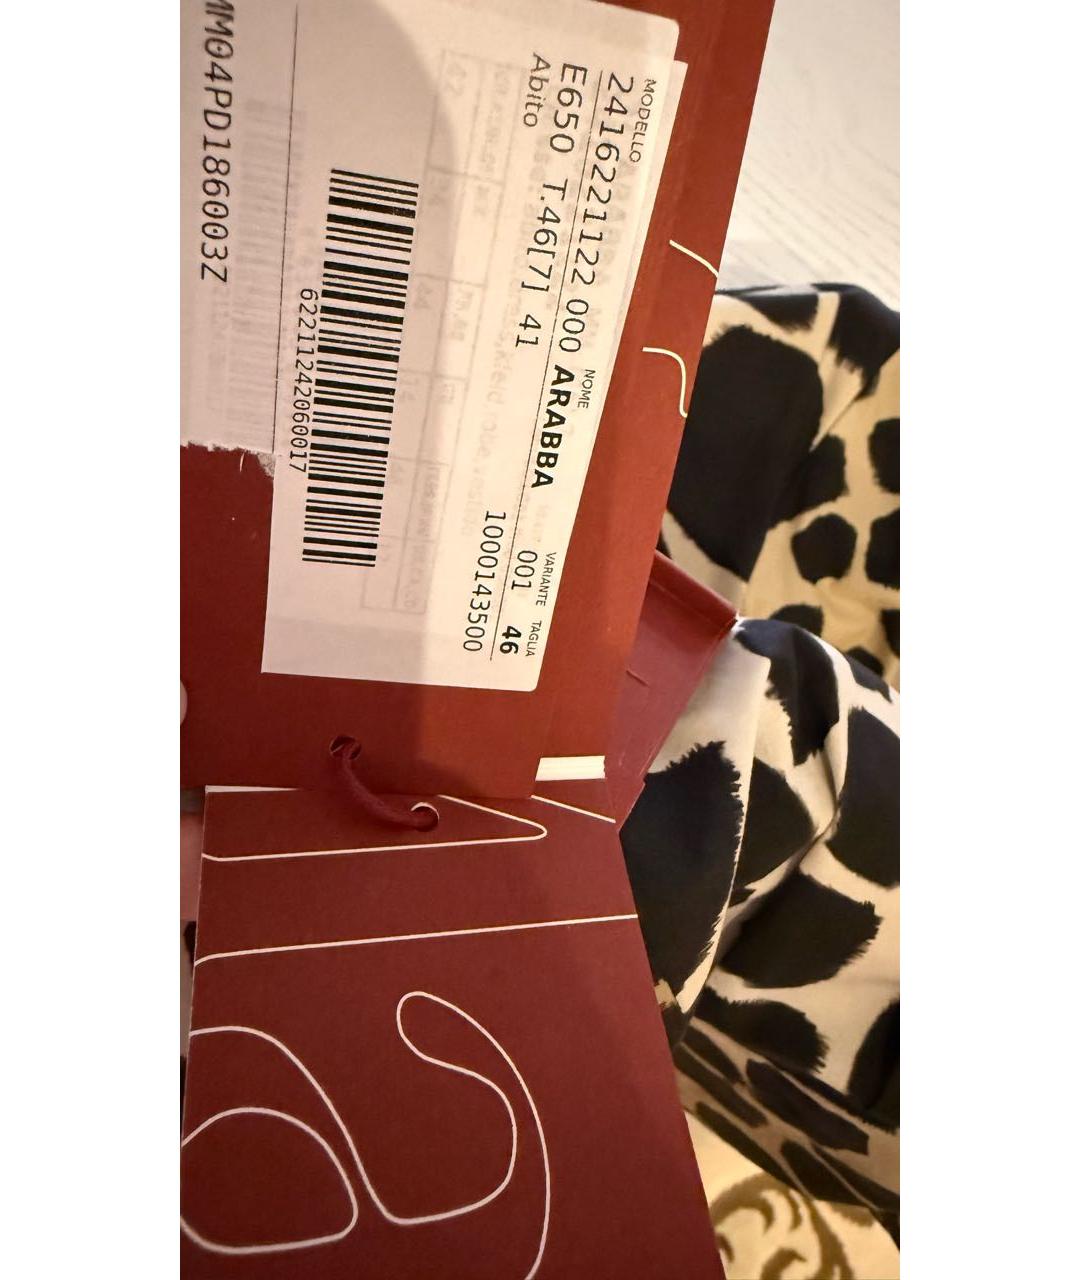 MODELLO
2416221122 000
NOME
ARABBA
VARIANTE
001
TAGLIA
46
E650 T.46[7] 41
1000143500
Abito
6221124206001​7
MM04PD186003Z